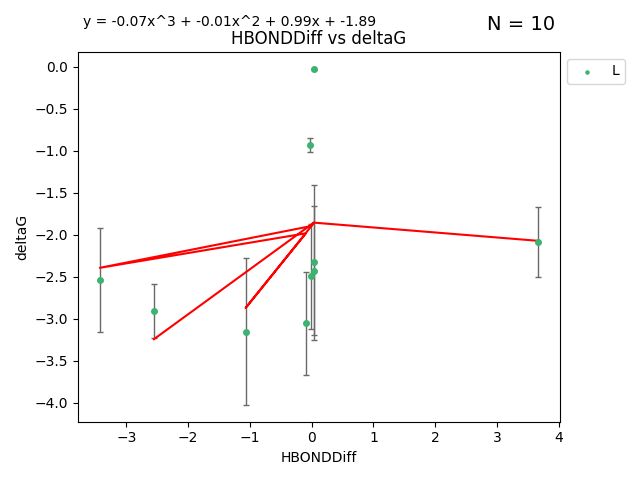 y = -0.07x^3 + -0.01x^2 + 0.99x + -1.89
N = 10
HBONDDiff vs deltaG
L
deltaG
0.0
−0.5
−1.0
−1.5
−2.0
−2.5
−3.0
−3.5
−4.0
−3 −2 −1 0 1 2 3 4
HBONDDiff